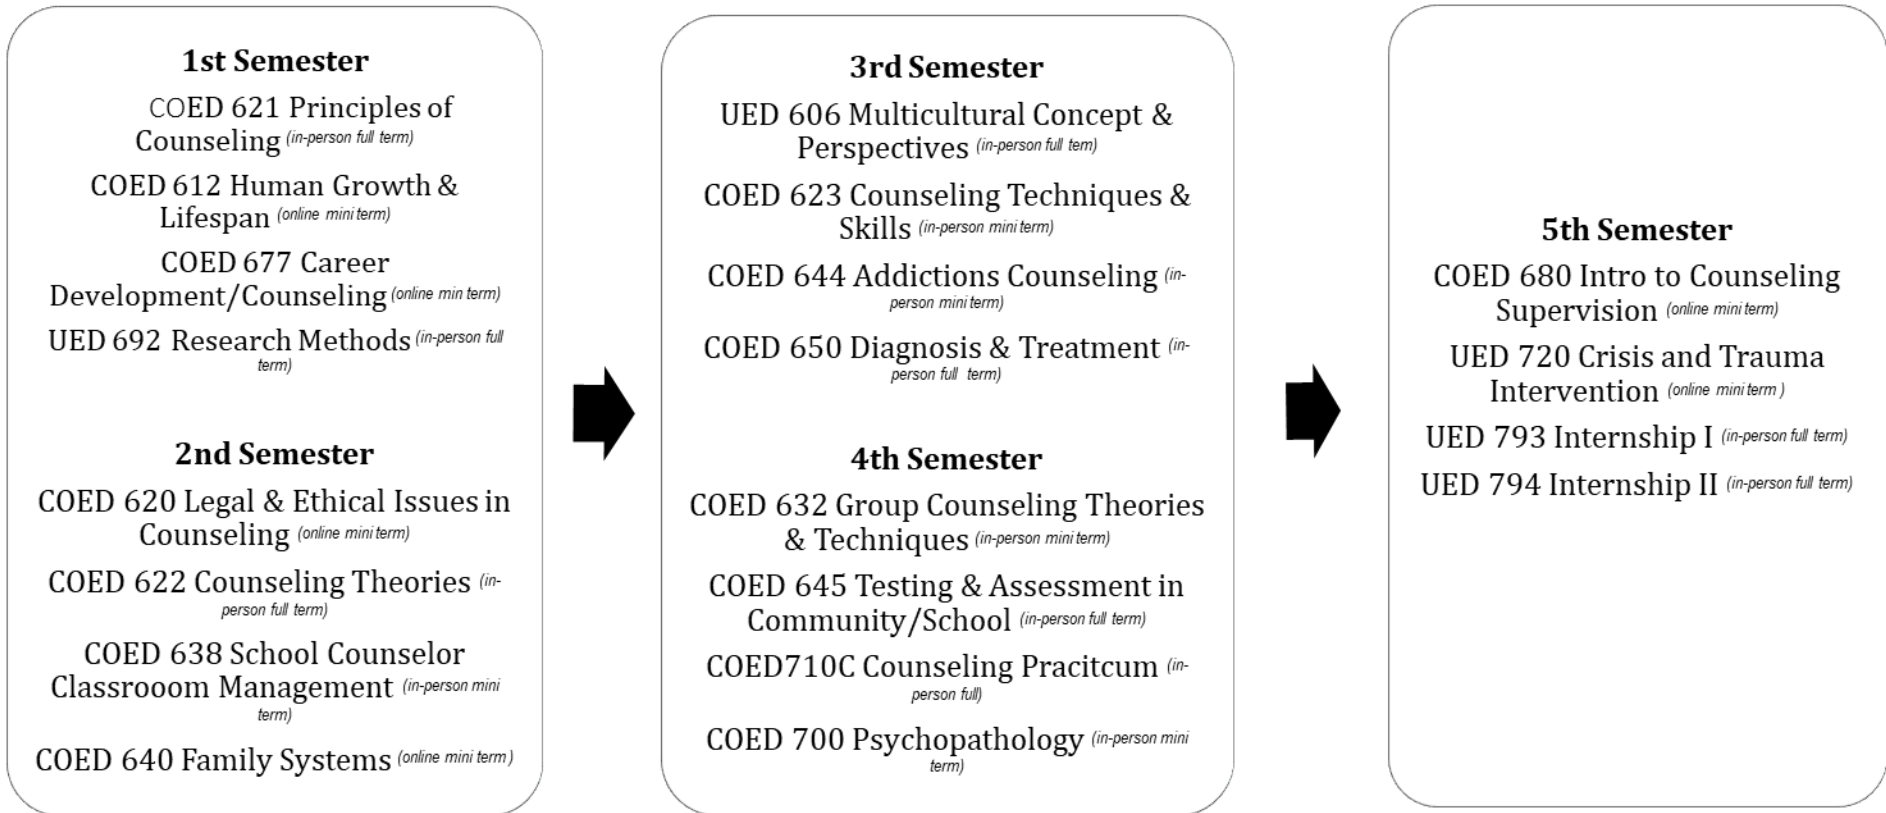 1st Semester
COED 621 Principles of
Counseling (in-person full term)
COED 612 Human Growth &
Lifespan (online mini term)
COED 677 Career
Development/Counseling (online min term)
UED 692 Research Methods (in-person full
term)
2nd Semester
COED 620 Legal & Ethical Issues in
Counseling (online mini term)
COED 622 Counseling Theories (in-
person full term)
COED 638 School Counselor
Classrooom Management (in-person mini
term)
COED 640 Family Systems (online mini term)
3rd Semester
UED 606 Multicultural Concept &
Perspectives (in-person full tem)
COED 623 Counseling Techniques &
Skills (in-person mini term)
COED 644 Addictions Counseling (in-
person mini term)
COED 650 Diagnosis & Treatment (in-
person full term)
4th Semester
COED 632 Group Counseling Theories
& Techniques (in-person mini term)
COED 645 Testing & Assessment in
Community/School (in-person full term)
COED710C Counseling Pracitcum (in-
person full)
COED 700 Psychopathology (in-person mini
term)
5th Semester
COED 680 Intro to Counseling
Supervision (online mini term)
UED 720 Crisis and Trauma
Intervention (online mini term )
UED 793 Internship I (in-person full term)
UED 794 Internship II (in-person full term)